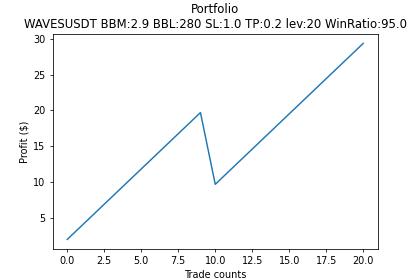 Portfolio
WAVESUSDT BBM:2.9 BBL:280 SL:1.0 TP:0.2 lev:20 WinRatio:95.0
30
25
20
15
10
5
Profit ($)
0.0 2.5 5.0 7.5 10.0 12.5 15.0 17.5 20.0
Trade counts